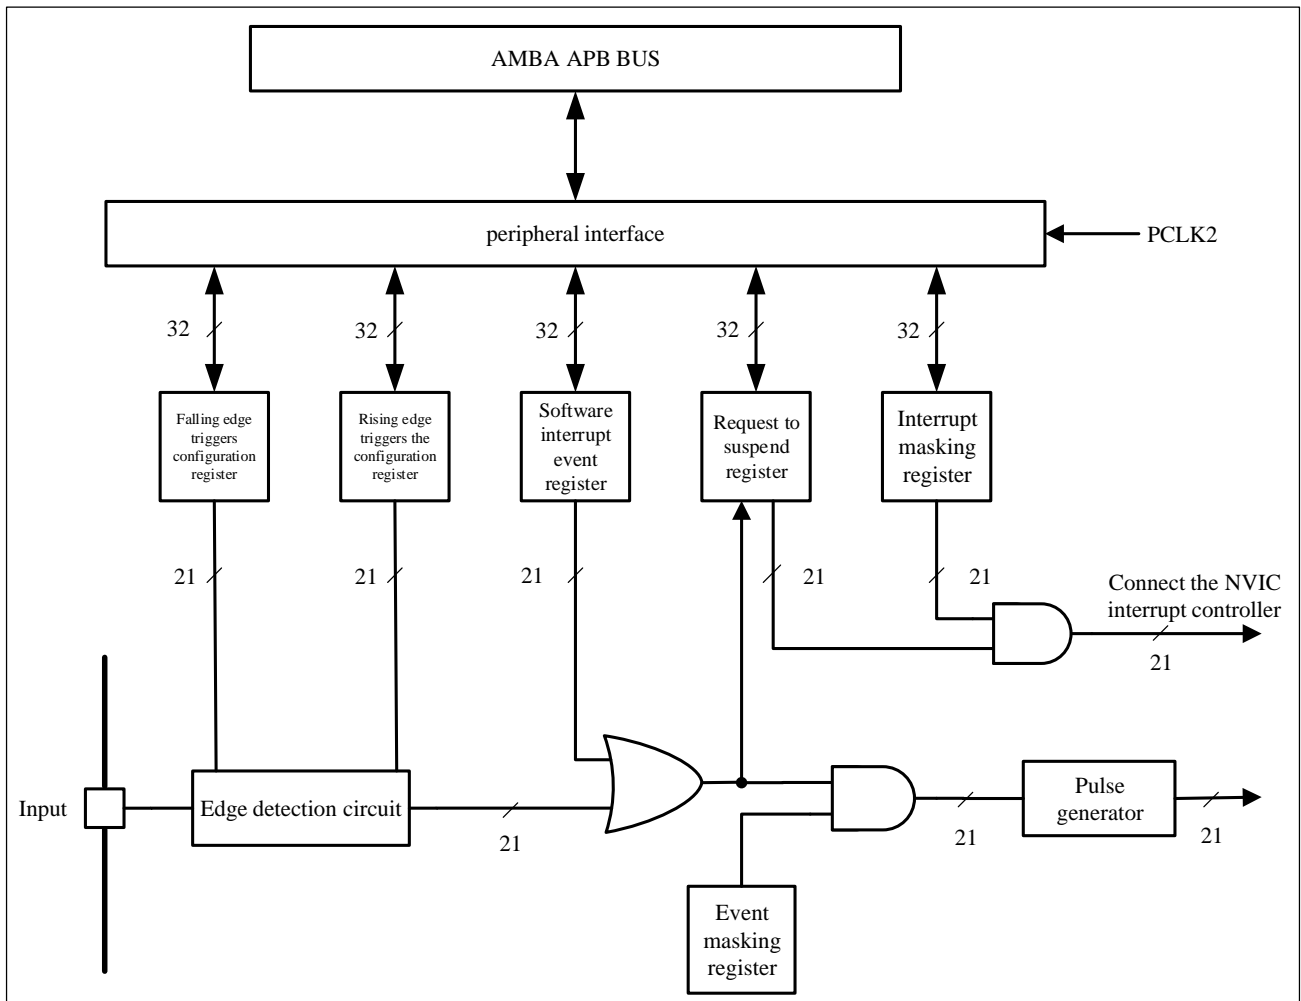 AMBA APB BUS
peripheral interface
PCLK2
32
32
32
32
32
Falling edge
triggers
configuration
register
Rising edge
triggers the
configuration
register
Software
interrupt
event
register
Request to
suspend
register
Interrupt
masking
register
21
21
21
21
21
Connect the NVIC
interrupt controller
21
Input
Edge detection circuit
21
21
Pulse
generator
21
Event
masking
register